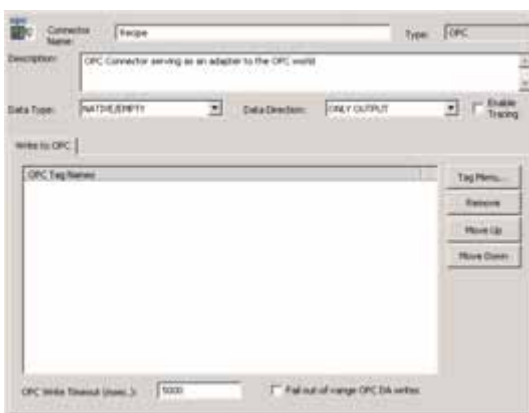 OPC
Connector Name:
Recipe
Type:
OPC
Description:
OPC Connector serving as an adapter to the OPC world
Data Type:
NATIVE/EMPTY
Data Direction:
ONLY OUTPUT
Enable Tracing
Write to OPC
OPC Tag Names
Tag Menu...
Remove
Move Up
Move Down
OPC Write Timeout (msec.):
5000
Fail out of range OPC DA writes